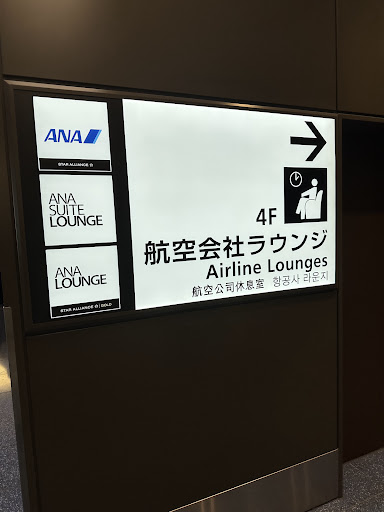 ANA
STAR ALLIANCE
ANA
SUITE
LOUNGE
ANA
LOUNGE
STAR ALLIANCE GOLD
4F
航空会社ラウンジ
Airline Lounges
航空公司休息室 항공사 라운지